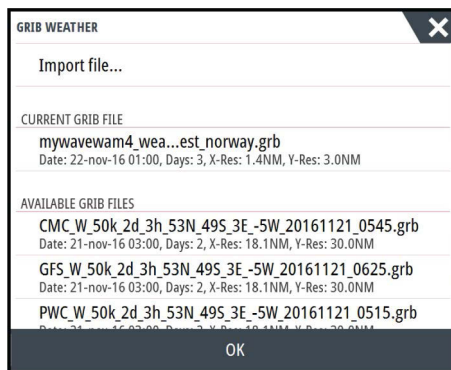 GRIB WEATHER
Import file...
CURRENT GRIB FILE
mywavewam4_wea...est_norway.grb
Date: 22-nov-16 01:00, Days: 3, X-Res: 1.4NM, Y-Res: 3.0NM
AVAILABLE GRIB FILES
CMC_W_50k_2d_3h_53N_49S_3E_-5W_20161121_0545.grb
Date: 21-nov-16 03:00, Days: 2, X-Res: 18.1NM, Y-Res: 30.0NM
GFS_W_50k_2d_3h_53N_49S_3E_-5W_20161121_0625.grb
Date: 21-nov-16 03:00, Days: 2, X-Res: 18.1NM, Y-Res: 30.0NM
PWC_W_50k_2d_3h_53N_49S_3E_-5W_20161121_0515.grb
OK